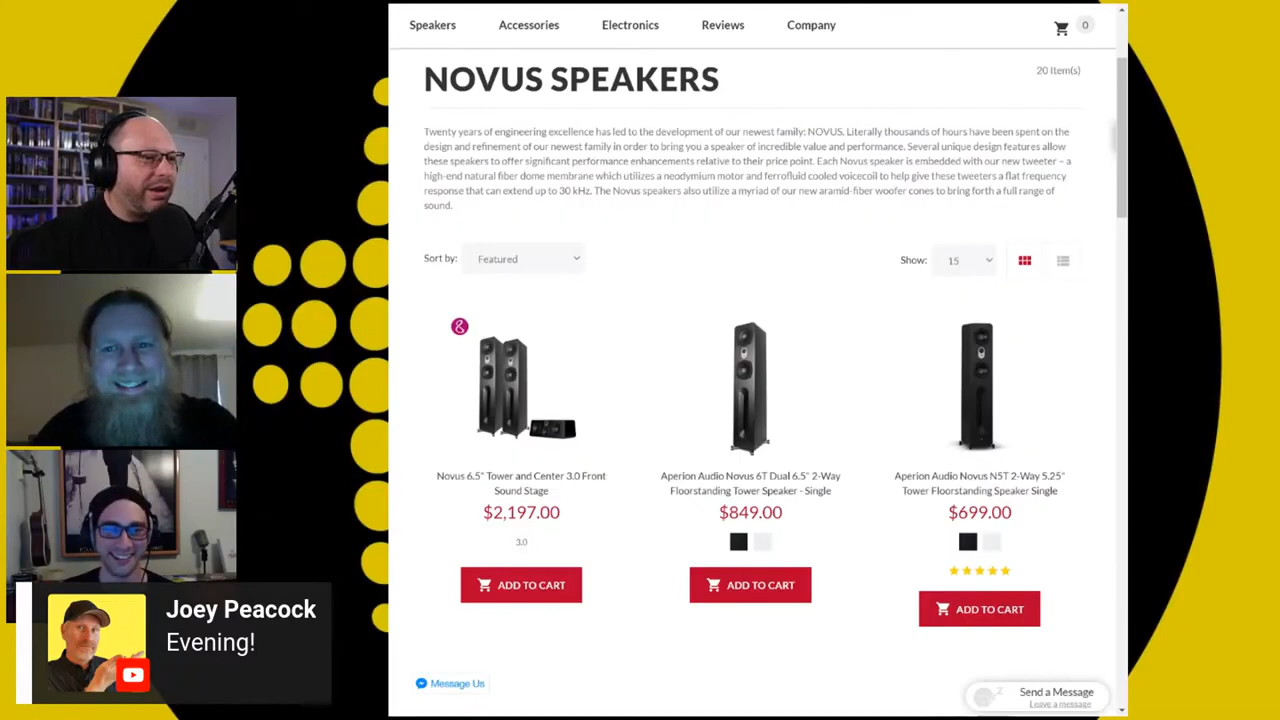 Speakers Accessories Electronics Reviews Company 0
NOVUS SPEAKERS
20 Item(s)
Twenty years of engineering excellence has led to the development of our newest family: NOVUS. Literally thousands of hours have been spent on the
design and refinement of our newest family in order to bring you a speaker of incredible value and performance. Several unique design features allow
these speakers to offer significant performance enhancements relative to their price point. Each Novus speaker is embedded with our new tweeter – a
high-end natural fiber dome membrane which utilizes a neodymium motor and ferrofluid cooled voicecoil to help give these tweeters a flat frequency
response that can extend up to 30 kHz. The Novus speakers also utilize a myriad of our new aramid-fiber woofer cones to bring forth a full range of
sound.
Sort by: Featured
Show: 15
Novus 6.5" Tower and Center 3.0 Front
Sound Stage
$2,197.00
3.0
ADD TO CART
Aperion Audio Novus 6T Dual 6.5" 2-Way
Floorstanding Tower Speaker - Single
$849.00
ADD TO CART
Aperion Audio Novus N5T 2-Way 5.25"
Tower Floorstanding Speaker Single
$699.00
ADD TO CART
Message Us
Send a Message
Leave a message
Joey Peacock
Evening!